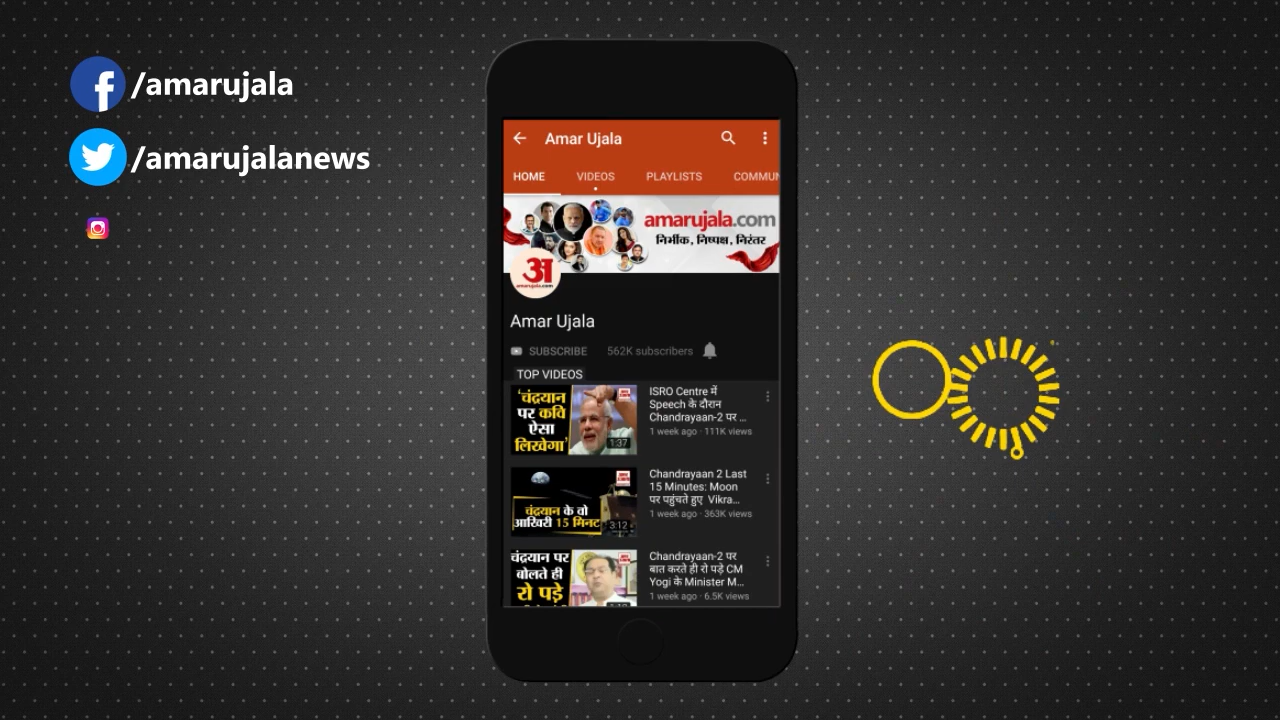 /amarujala
/amarujalanews
Amar Ujala
HOME VIDEOS PLAYLISTS COMMUN
amarujala.com
निर्भीक, निष्पक्ष, निरंतर
अ
amarujala.com
Amar Ujala
SUBSCRIBE 562K subscribers
TOP VIDEOS
'चंद्रयान
पर कवि
ऐसा
लिखेगा'
1:37
ISRO Centre में
Speech के दौरान
Chandrayaan-2 पर ...
1 week ago · 111K views
चंद्रयान के वो
आखिरी 15 मिनट
3:12
Chandrayaan 2 Last
15 Minutes: Moon
पर पहुंचते हुए Vikra...
1 week ago · 363K views
चंद्रयान पर
बोलते ही
रो पड़े
Chandrayaan-2 पर
बात करते ही रो पड़े CM
Yogi के Minister M...
1 week ago · 6.5K views